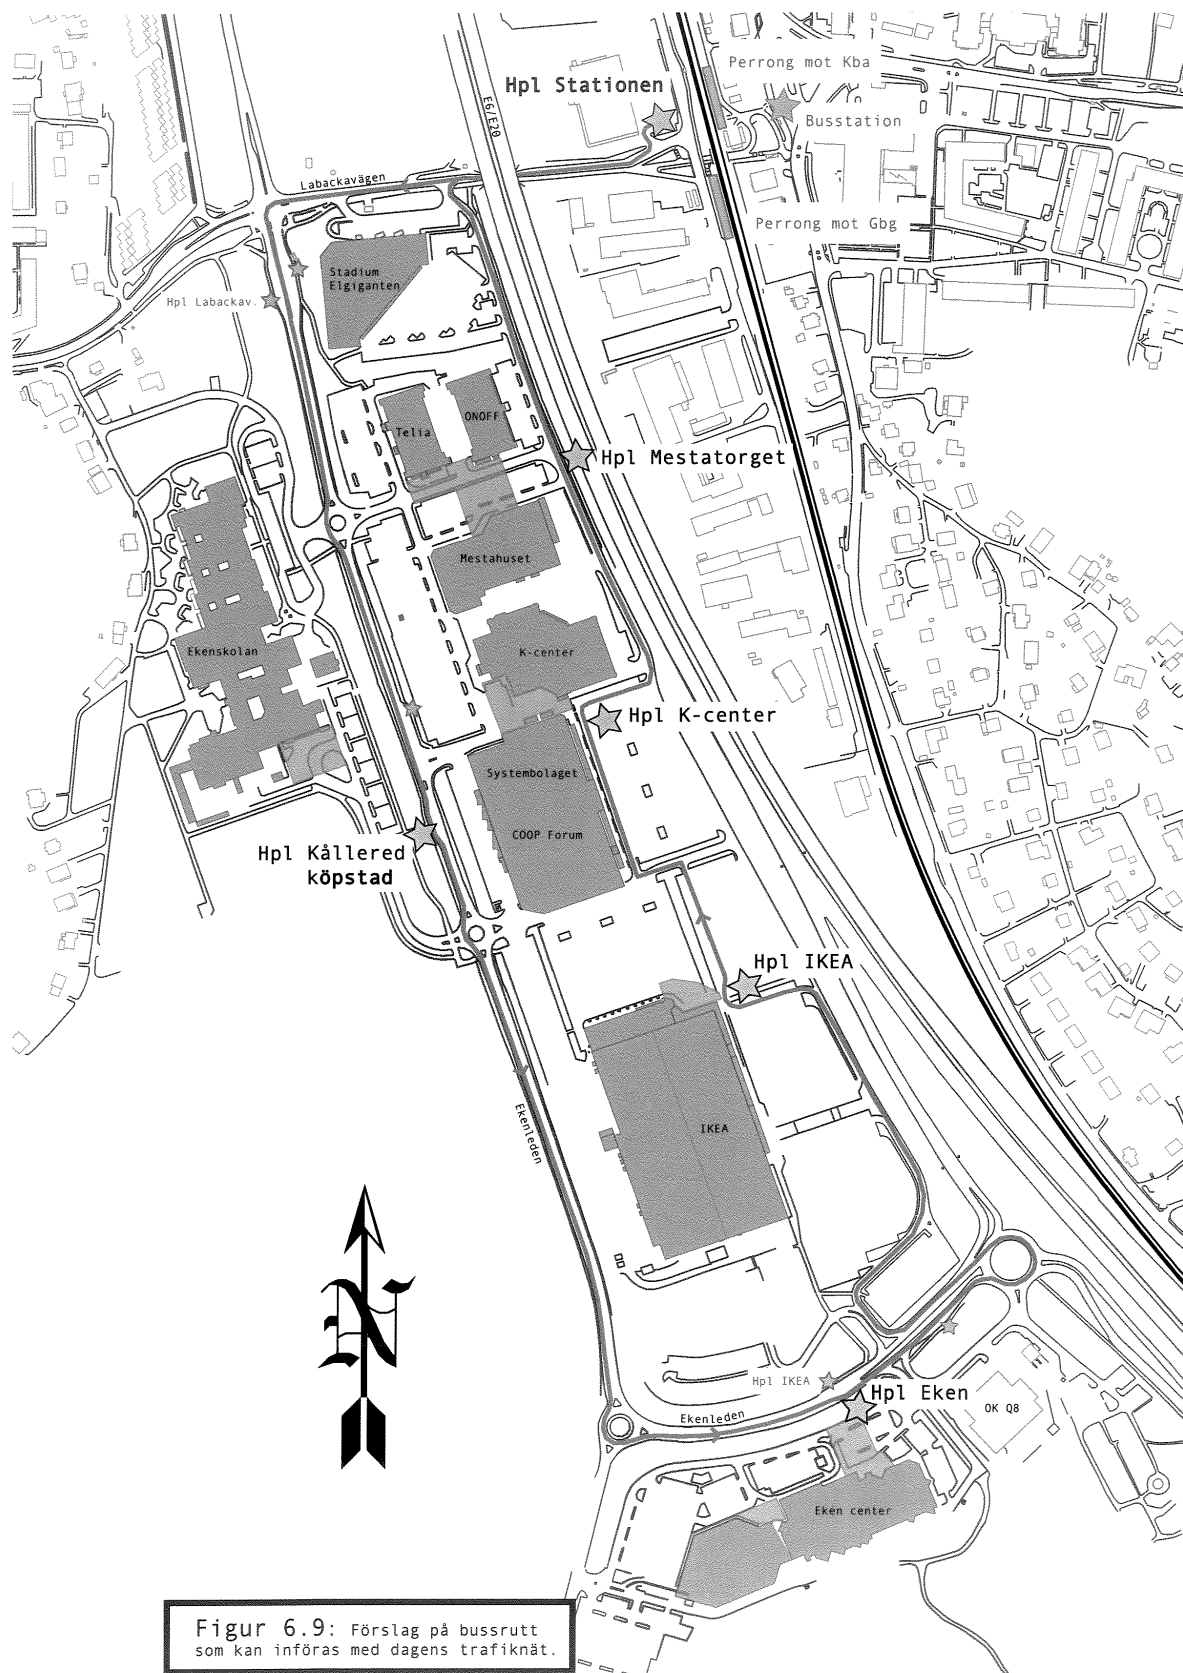 Perrong mot Kba
Hpl Stationen
E6/E20
Busstation
Labackavägen
Perrong mot Gbg
Stadium
Elgiganten
Hpl Labackav.
ONOFF
Telia
Hpl Mestatorget
Mestahuset
Ekenskolan
K-center
Hpl K-center
Systembolaget
COOP Forum
Hpl Kållered
köpstad
Hpl IKEA
Ekenleden
IKEA
N
Hpl IKEA
Hpl Eken
Ekenleden
OK Q8
Eken center
Figur 6.9: Förslag på bussrutt
som kan införas med dagens trafiknät.